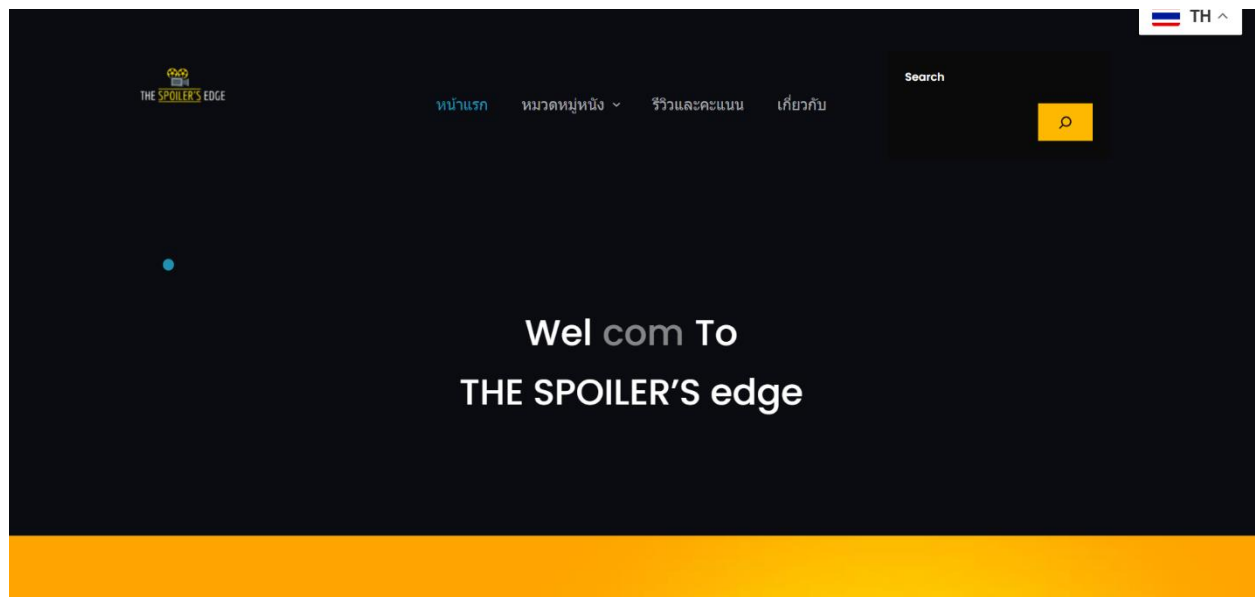 TH
THE SPOILER'S EDGE
หน้าแรก หมวดหมู่หนัง รีวิวและคะแนน เกี่ยวกับ
Search
Wel com To
THE SPOILER’S edge